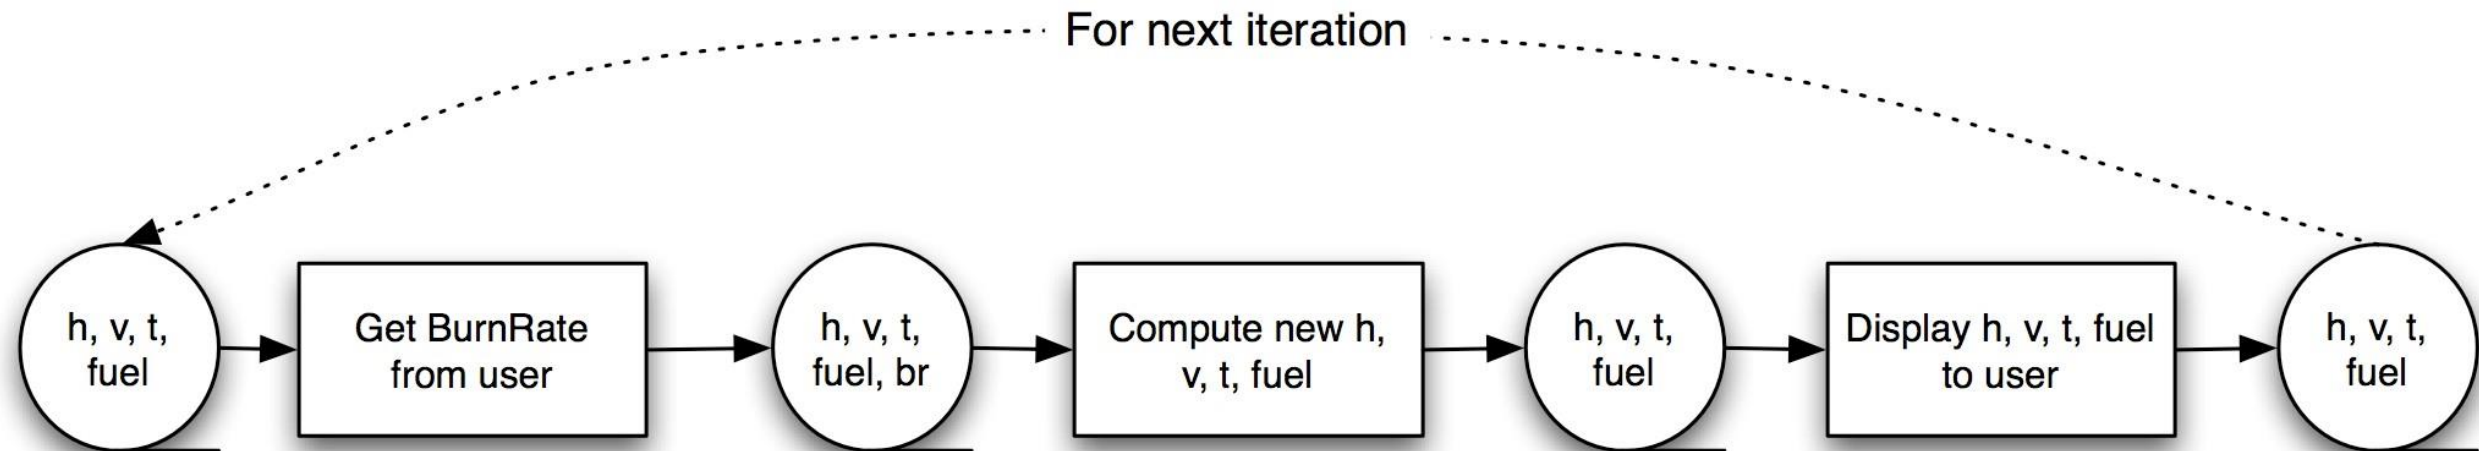 For next iteration
h, v, t,
fuel
Get BurnRate
from user
h, v, t,
fuel, br
Compute new h,
v, t, fuel
h, v, t,
fuel
Display h, v, t, fuel
to user
h, v, t,
fuel